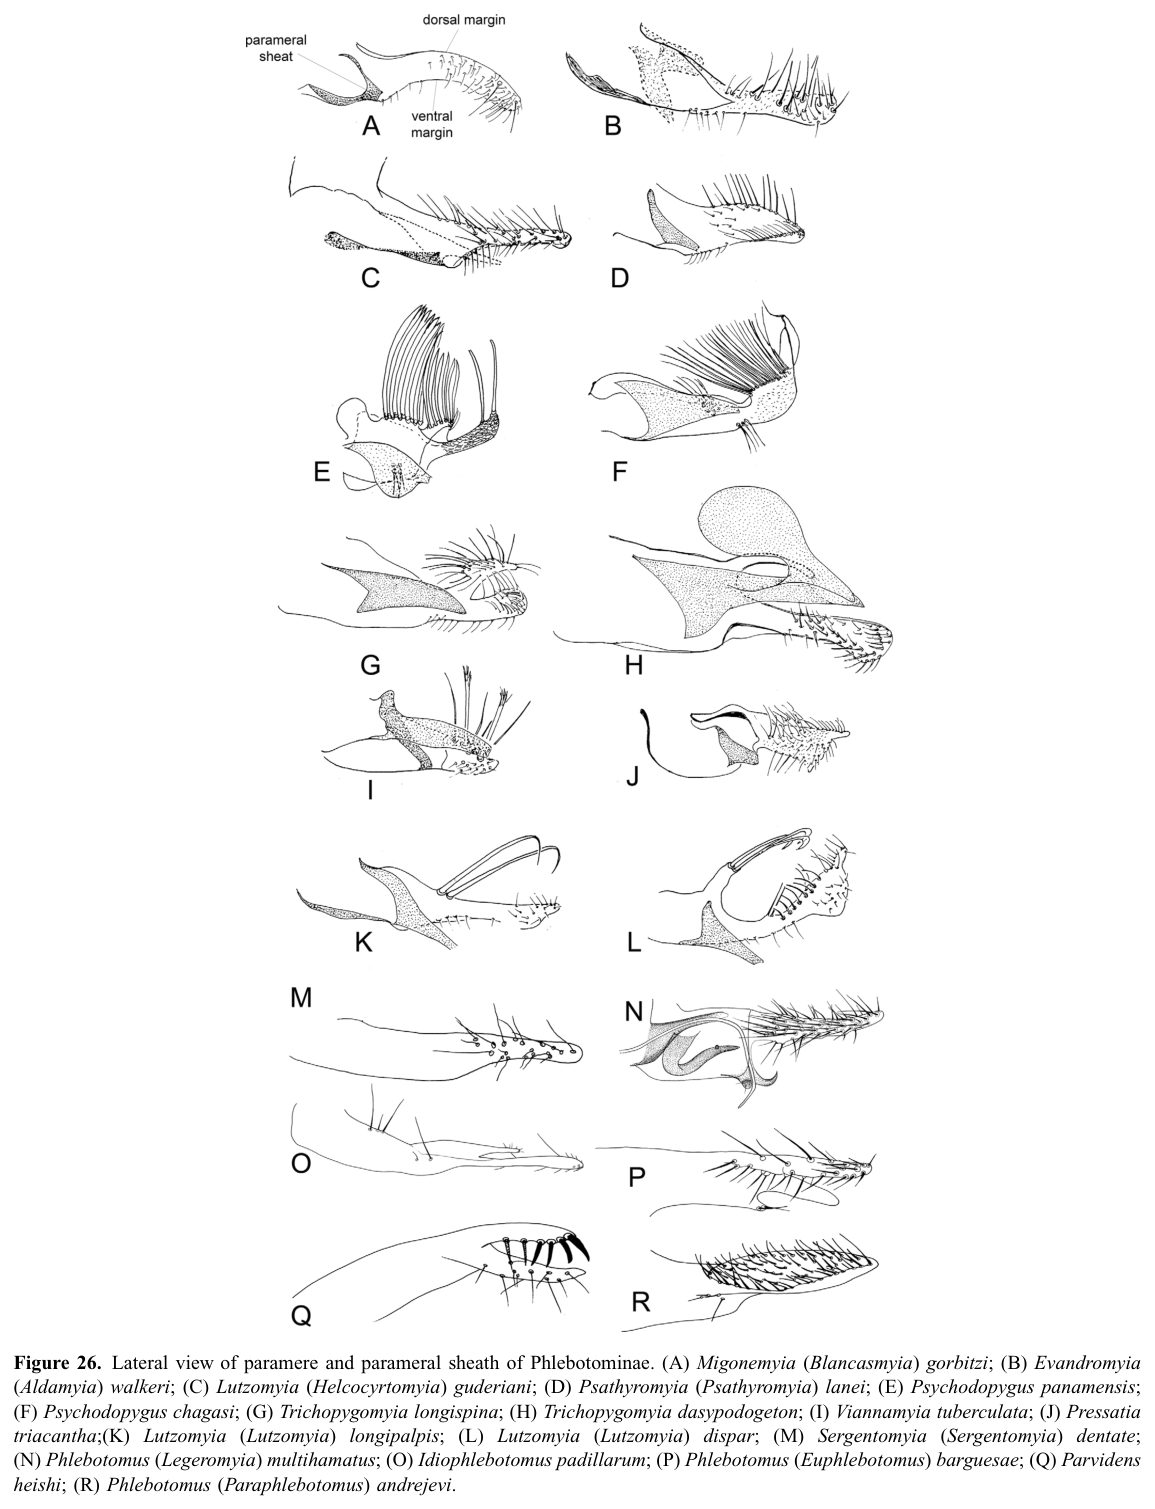 dorsal margin
parameral
sheat
ventral
margin
A
B
C
D
E
F
G
H
I
J
K
L
M
N
O
P
Q
R
Figure 26. Lateral view of paramere and parameral sheath of Phlebotominae. (A) Migonemyia (Blancasmyia) gorbitzi; (B) Evandromyia
(Aldamyia) walkeri; (C) Lutzomyia (Helcocyrtomyia) guderiani; (D) Psathyromyia (Psathyromyia) lanei; (E) Psychodopygus panamensis;
(F) Psychodopygus chagasi; (G) Trichopygomyia longispina; (H) Trichopygomyia dasypodogeton; (I) Viannamyia tuberculata; (J) Pressatia
triacantha;(K) Lutzomyia (Lutzomyia) longipalpis; (L) Lutzomyia (Lutzomyia) dispar; (M) Sergentomyia (Sergentomyia) dentate;
(N) Phlebotomus (Legeromyia) multihamatus; (O) Idiophlebotomus padillarum; (P) Phlebotomus (Euphlebotomus) barguesae; (Q) Parvidens
heishi; (R) Phlebotomus (Paraphlebotomus) andrejevi.